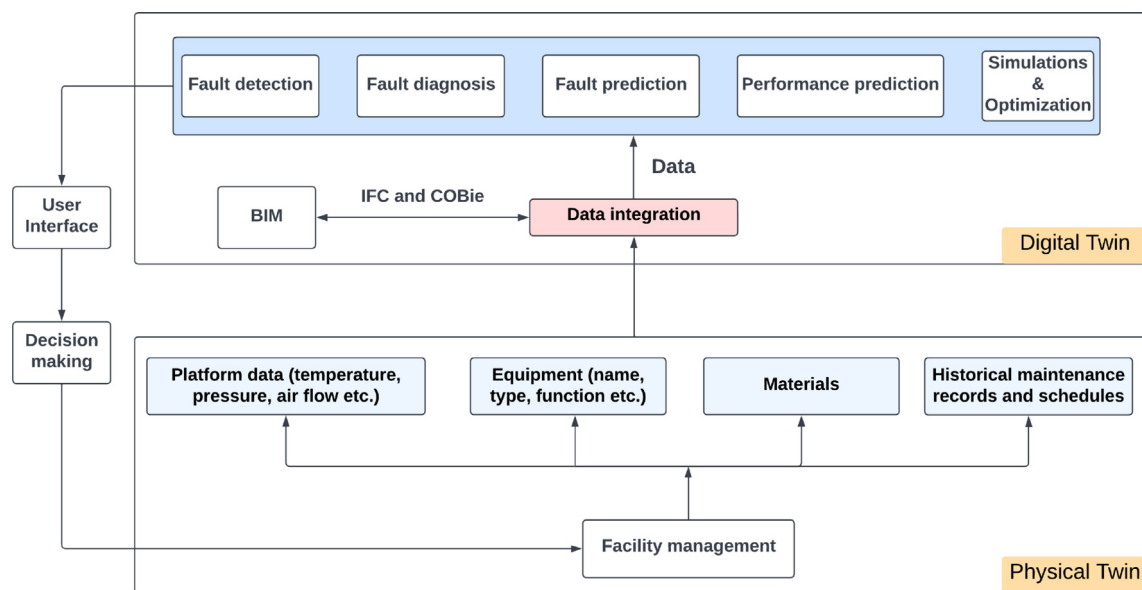 Fault detection
Fault diagnosis
Fault prediction
Performance prediction
Simulations
&
Optimization
Data
User
Interface
BIM
IFC and COBie
Data integration
Digital Twin
Decision
making
Platform data (temperature,
pressure, air flow etc.)
Equipment (name,
type, function etc.)
Materials
Historical maintenance
records and schedules
Facility management
Physical Twin